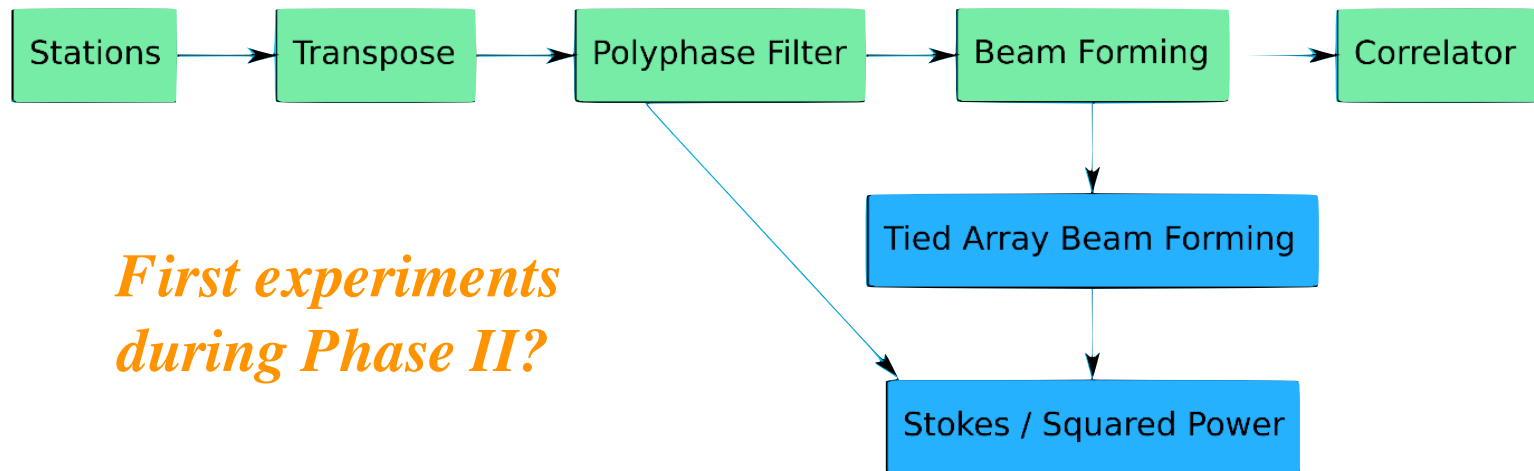 Stations
Transpose
Polyphase Filter
Beam Forming
Correlator
Tied Array Beam Forming
First experiments
during Phase II?
Stokes / Squared Power